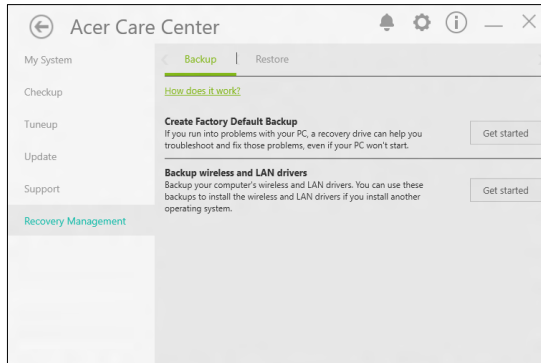 Acer Care Center
My System
Checkup
Tuneup
Update
Support
Recovery Management
Backup
Restore
How does it work?
Create Factory Default Backup
If you run into problems with your PC, a recovery drive can help you
troubleshoot and fix those problems, even if your PC won't start.
Get started
Backup wireless and LAN drivers
Backup your computer's wireless and LAN drivers. You can use these
backups to install the wireless and LAN drivers if you install another
operating system.
Get started